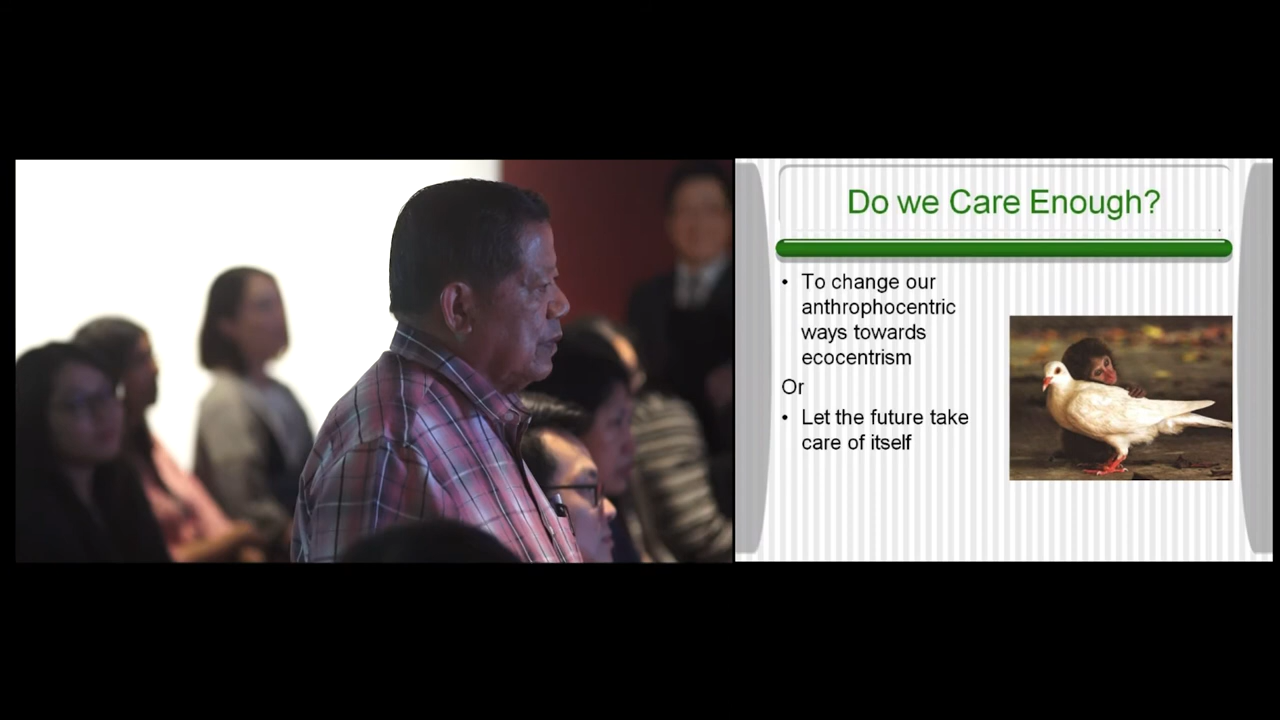 Do we Care Enough?
• To change our
anthrophocentric
ways towards
ecocentrism
Or
• Let the future take
care of itself